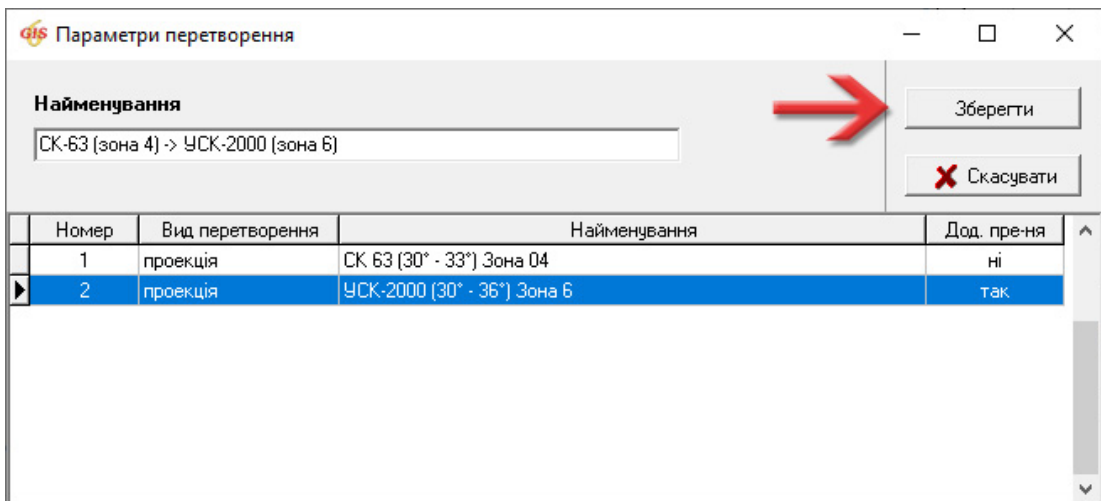 GIS Параметри перетворення
Найменування
СК-63 (зона 4) -> УСК-2000 (зона 6)
Зберегти
Скасувати
Номер Вид перетворення Найменування Дод. пре-ня
1 проекція СК 63 (30° - 33°) Зона 04 ні
2 проекція УСК-2000 (30° - 36°) Зона 6 так